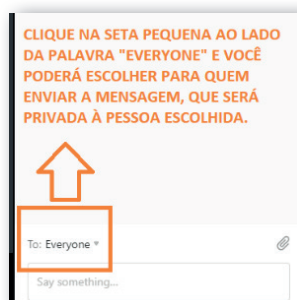 CLIQUE NA SETA PEQUENA AO LADO
DA PALAVRA "EVERYONE" E VOCÊ
PODERÁ ESCOLHER PARA QUEM
ENVIAR A MENSAGEM, QUE SERÁ
PRIVADA À PESSOA ESCOLHIDA.
To: Everyone
Say something...